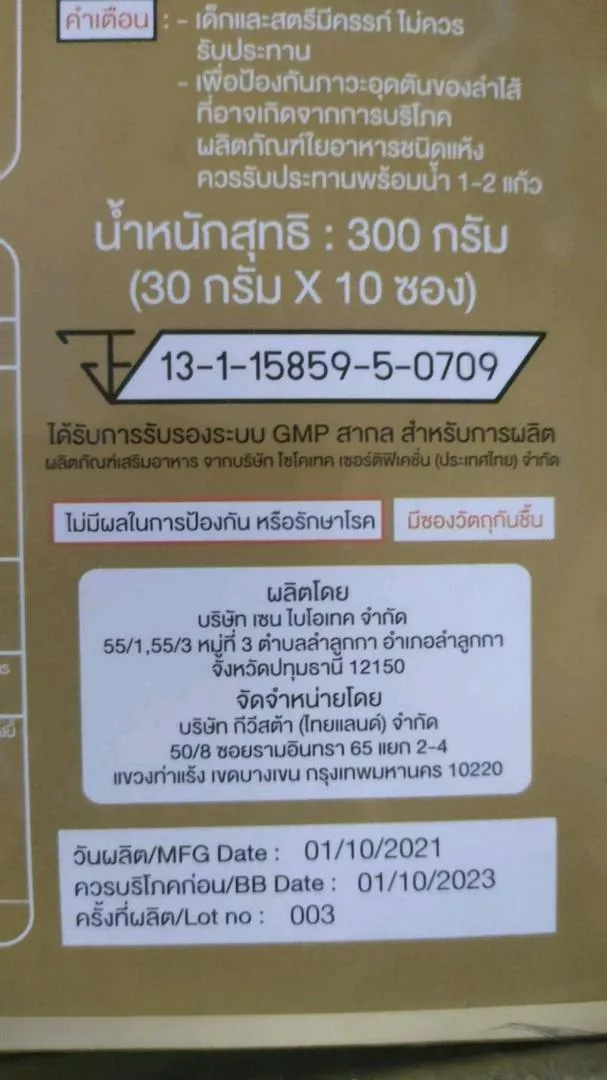 คำเตือน : - เด็กและสตรีมีครรภ์ ไม่ควร
รับประทาน
- เพื่อป้องกันภาวะอุดตันของลำไส้
ที่อาจเกิดจากการบริโภค
ผลิตภัณฑ์ใยอาหารชนิดแห้ง
ควรรับประทานพร้อมน้ำ 1-2 แก้ว
น้ำหนักสุทธิ : 300 กรัม
(30 กรัม X 10 ซอง)
13-1-15859-5-0709
ได้รับการรับรองระบบ GMP สากล สำหรับการผลิต
ผลิตภัณฑ์เสริมอาหาร จากบริษัท ไซโคเทค เซอร์ติฟิเคชั่น (ประเทศไทย) จำกัด
ไม่มีผลในการป้องกัน หรือรักษาโรค
มีซองวัตถุกันชื้น
ผลิตโดย
บริษัท เซน ไบโอเทค จำกัด
55/1,55/3 หมู่ที่ 3 ตำบลลำลูกกา อำเภอลำลูกกา
จังหวัดปทุมธานี 12150
จัดจำหน่ายโดย
บริษัท ทีวีสต้า (ไทยแลนด์) จำกัด
50/8 ซอยรามอินทรา 65 แยก 2-4
แขวงท่าแร้ง เขตบางเขน กรุงเทพมหานคร 10220
วันผลิต/MFG Date : 01/10/2021
ควรบริโภคก่อน/BB Date : 01/10/2023
ครั้งที่ผลิต/Lot no : 003